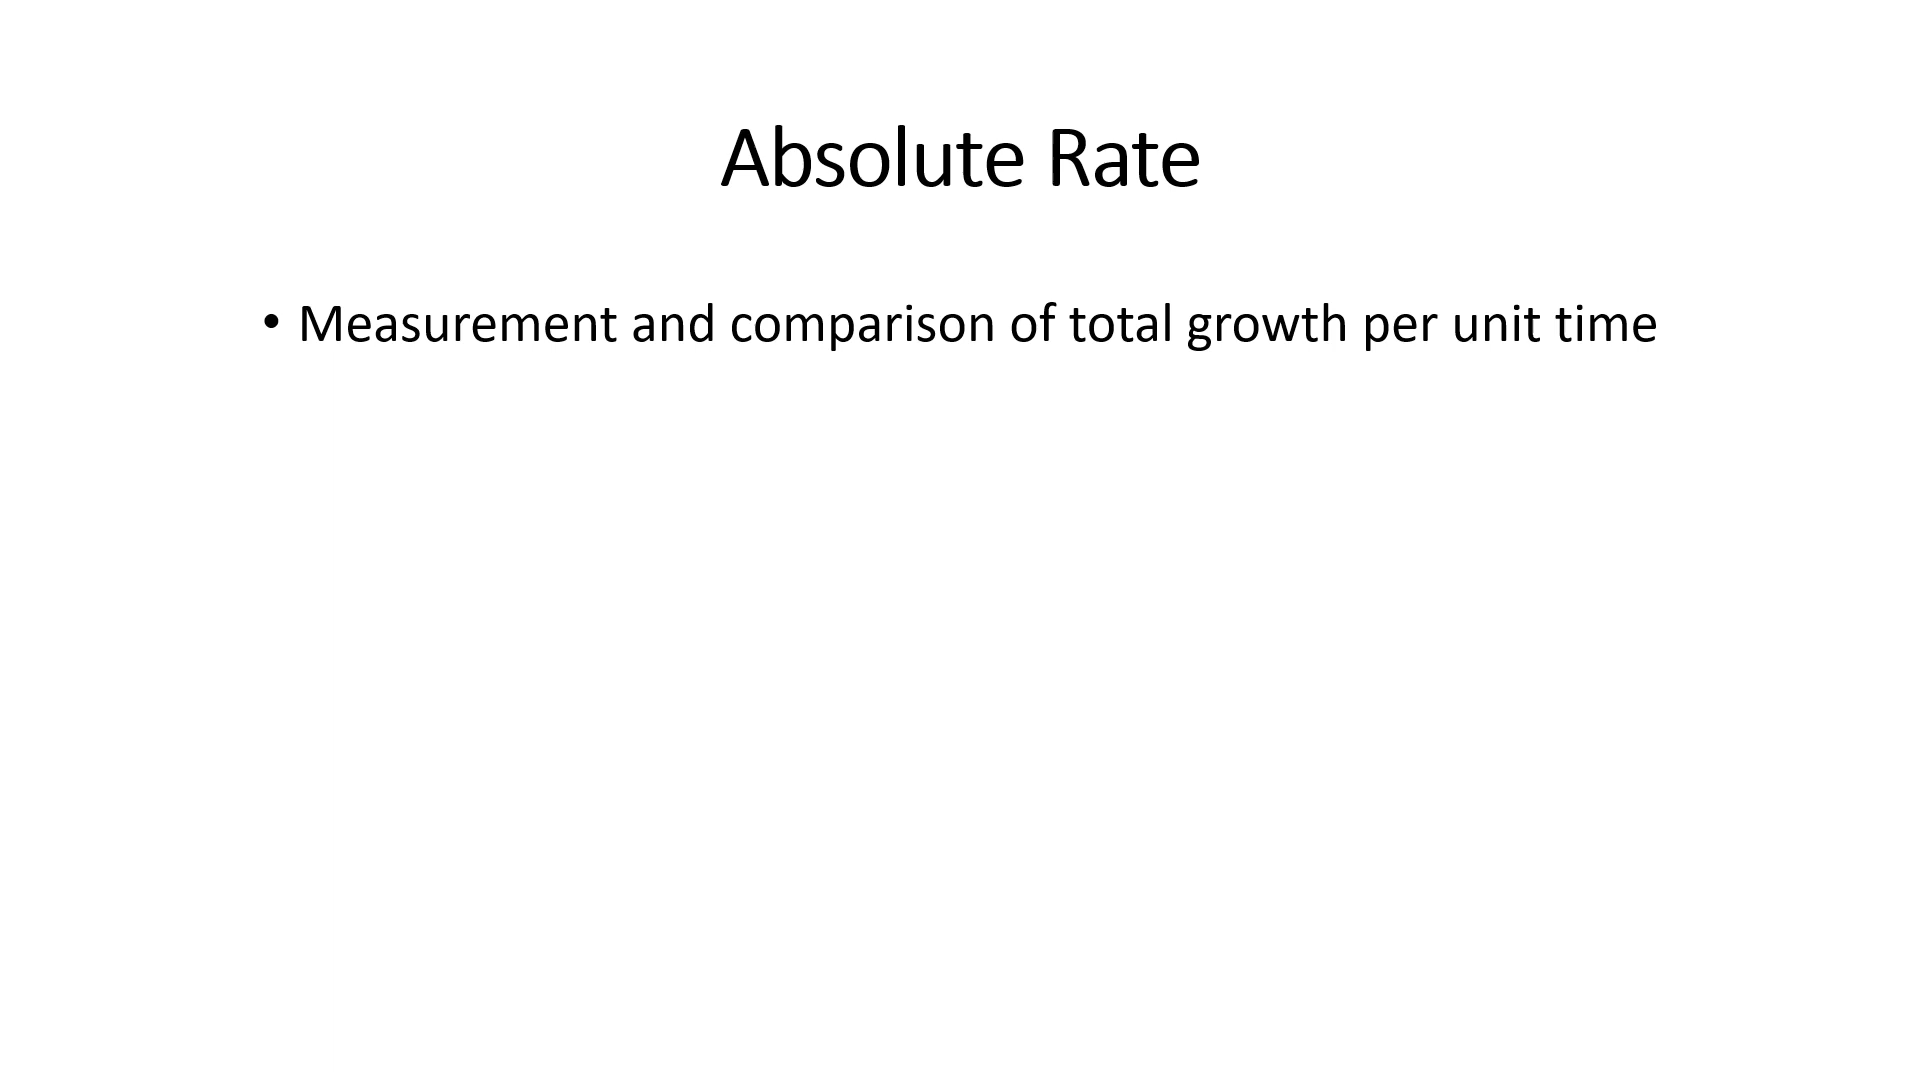 Absolute Rate
• Measurement and comparison of total growth per unit time